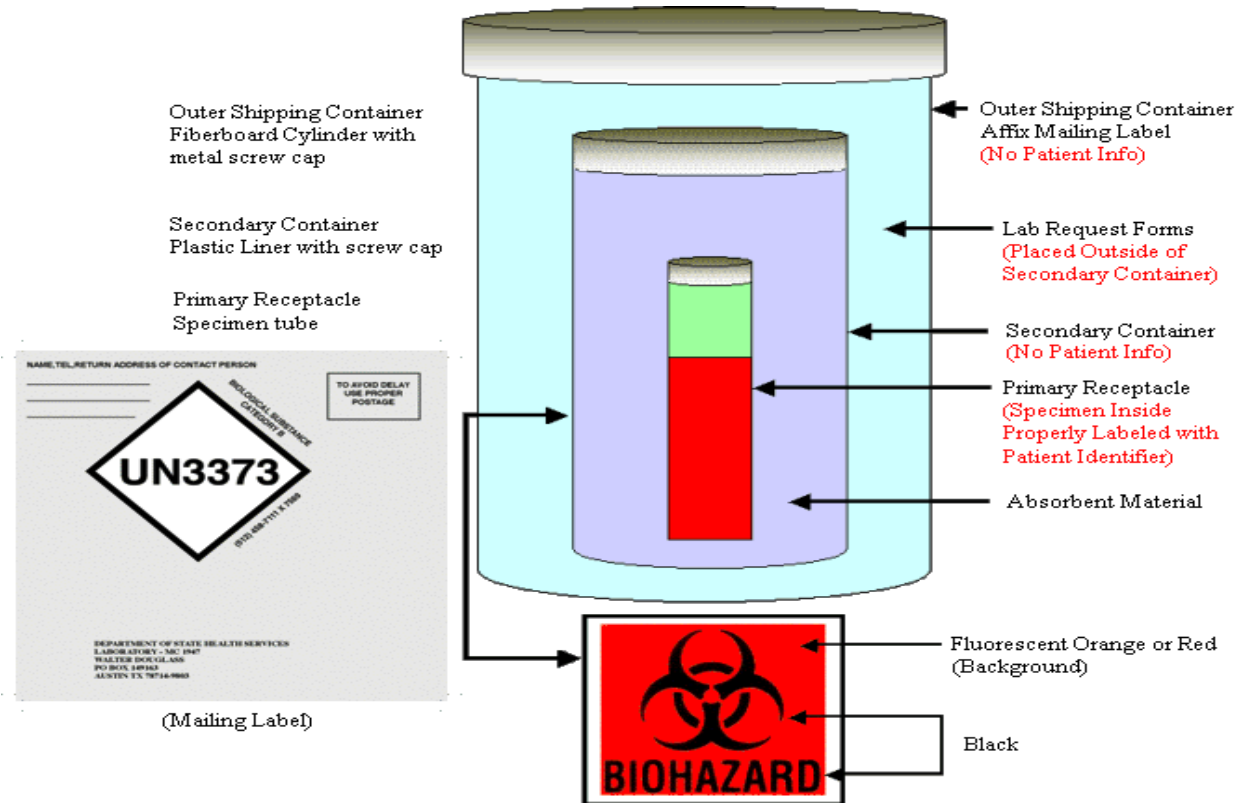 Outer Shipping Container
Fiberboard Cylinder with
metal screw cap
Secondary Container
Plastic Liner with screw cap
Primary Receptacle
Specimen tube
Outer Shipping Container
Affix Mailing Label
(No Patient Info)
Lab Request Forms
(Placed Outside of
Secondary Container)
Secondary Container
(No Patient Info)
Primary Receptacle
(Specimen Inside
Properly Labeled with
Patient Identifier)
Absorbent Material
NAME,TEL,RETURN ADDRESS OF CONTACT PERSON
TO AVOID DELAY
USE PROPER
POSTAGE
BIOLOGICAL SUBSTANCE
CATEGORY B
UN3373
(512) 458-7111 X 7569
DEPARTMENT OF STATE HEALTH SERVICES
LABORATORY - MC 1947
WALTER DOUGLASS
PO BOX 149163
AUSTIN TX 78714-9803
(Mailing Label)
Fluorescent Orange or Red
(Background)
Black
BIOHAZARD